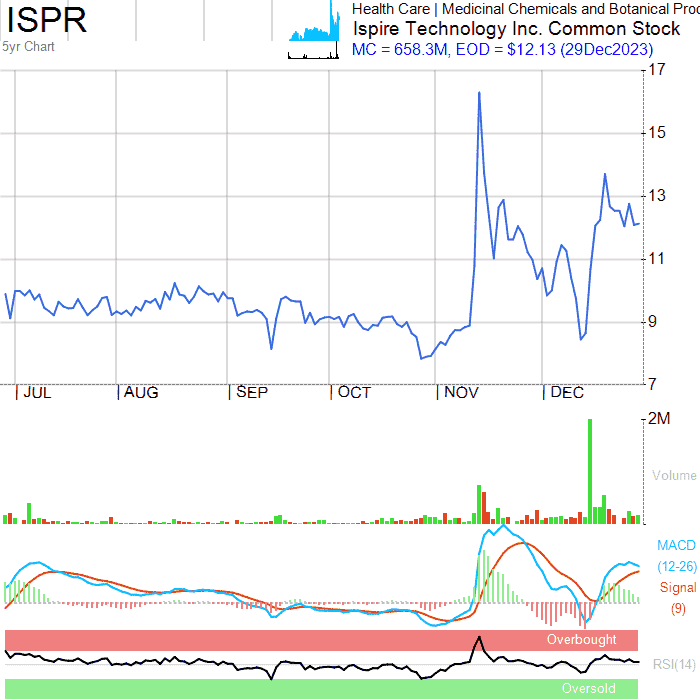 ISPR
5yr Chart
Health Care | Medicinal Chemicals and Botanical Proc
Ispire Technology Inc. Common Stock
MC = 658.3M, EOD = $12.13 (29Dec2023)
17
15
13
11
9
7
JUL AUG SEP OCT NOV DEC
2M
Volume
MACD
(12-26)
Signal
(9)
Overbought
RSI(14)
Oversold